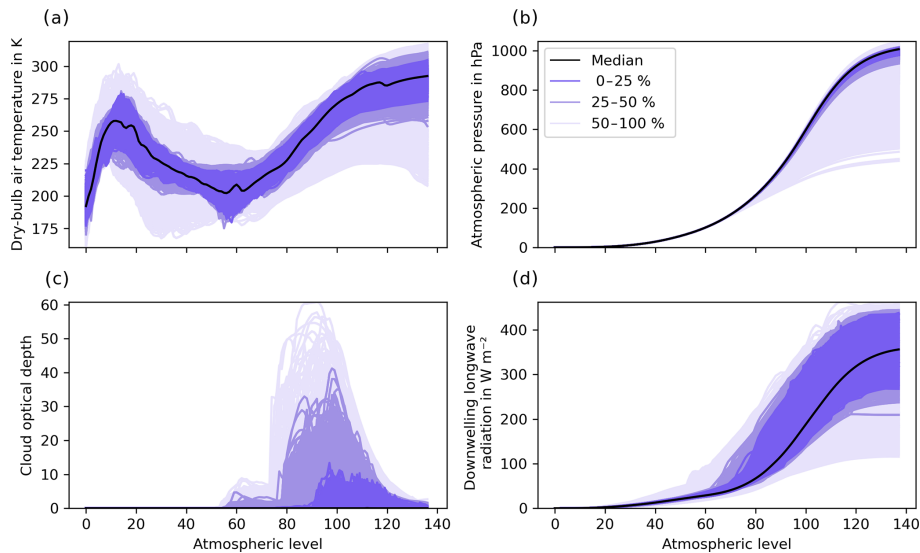 (a)
Dry-bulb air temperature in K
300
275
250
225
200
175
(b)
Atmospheric pressure in hPa
1000
800
600
400
200
0
Median
0–25 %
25–50 %
50–100 %
(c)
Cloud optical depth
60
50
40
30
20
10
0
0 20 40 60 80 100 120 140
Atmospheric level
(d)
Downwelling longwave
radiation in W m⁻²
400
300
200
100
0
0 20 40 60 80 100 120 140
Atmospheric level